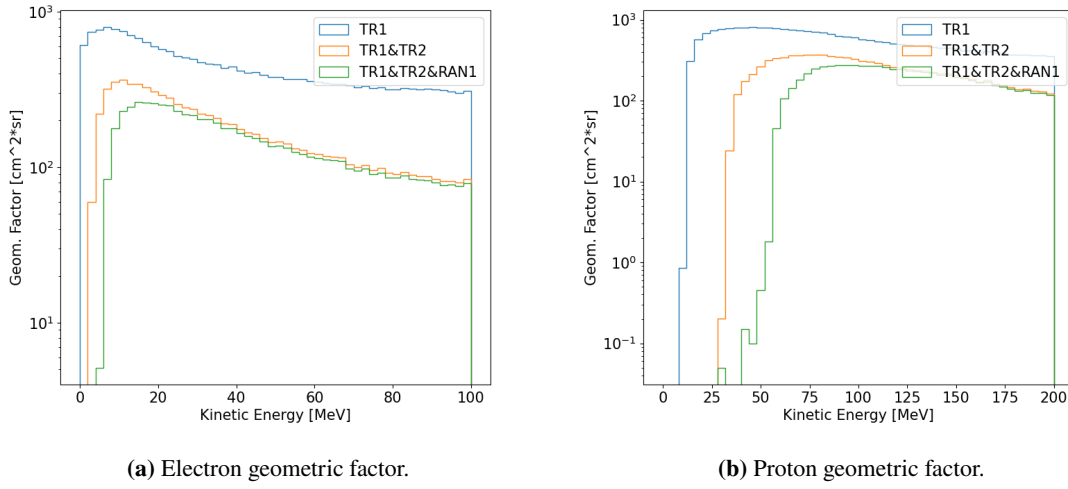 TR1
TR1&TR2
TR1&TR2&RAN1
Geom. Factor [cm^2*sr]
10^3
10^2
10^1
0 20 40 60 80 100
Kinetic Energy [MeV]
(a) Electron geometric factor.
TR1
TR1&TR2
TR1&TR2&RAN1
Geom. Factor [cm^2*sr]
10^3
10^2
10^1
10^0
10^−1
0 25 50 75 100 125 150 175 200
Kinetic Energy [MeV]
(b) Proton geometric factor.